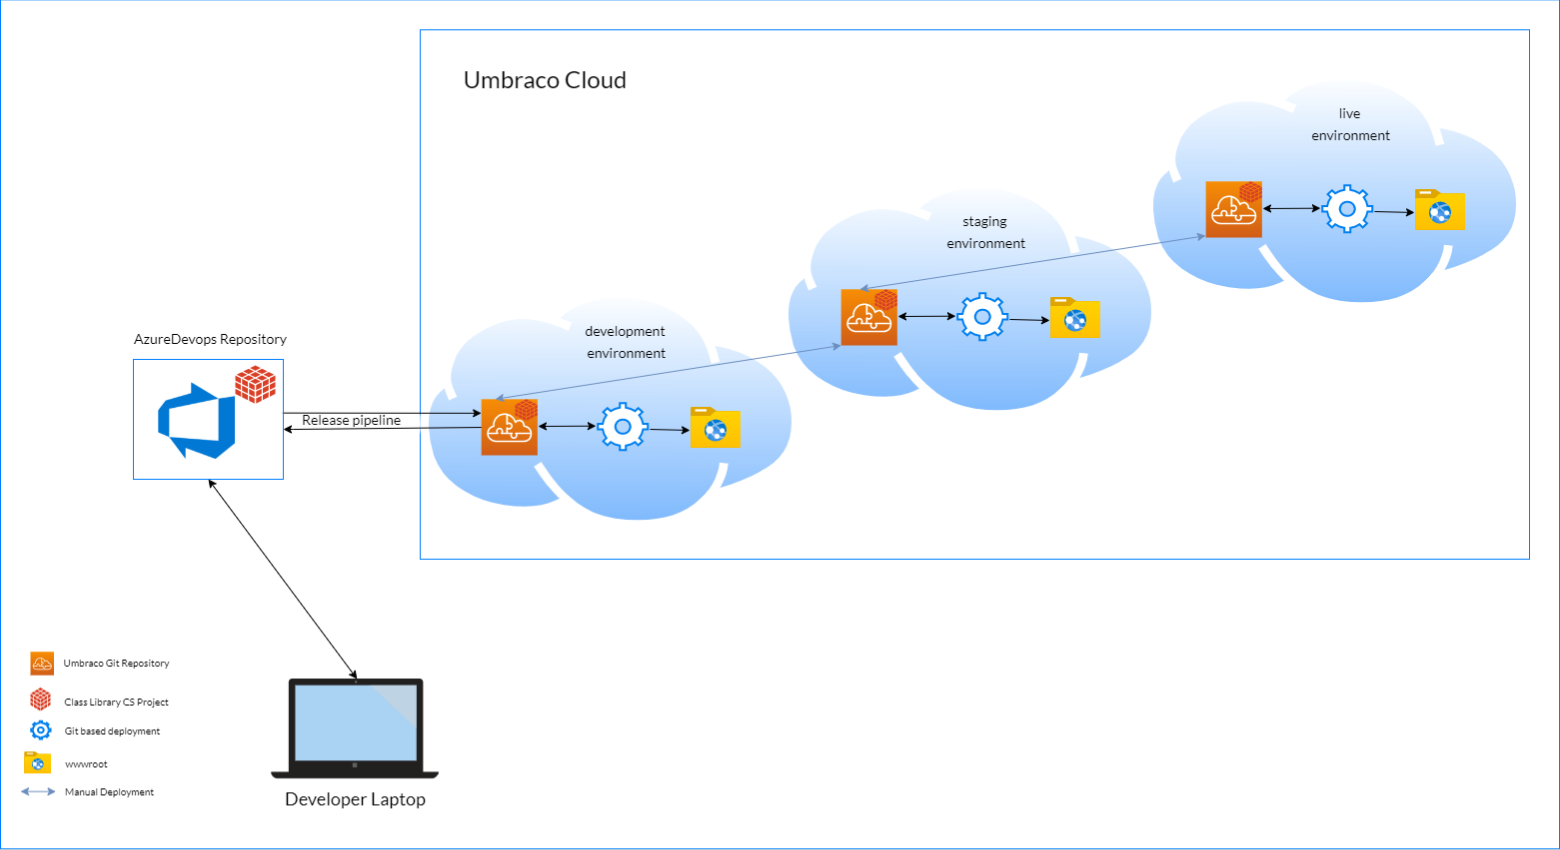 Umbraco Cloud
live
environment
staging
environment
development
environment
AzureDevops Repository
Release pipeline
Umbraco Git Repository
Class Library CS Project
Git based deployment
wwwroot
Manual Deployment
Developer Laptop